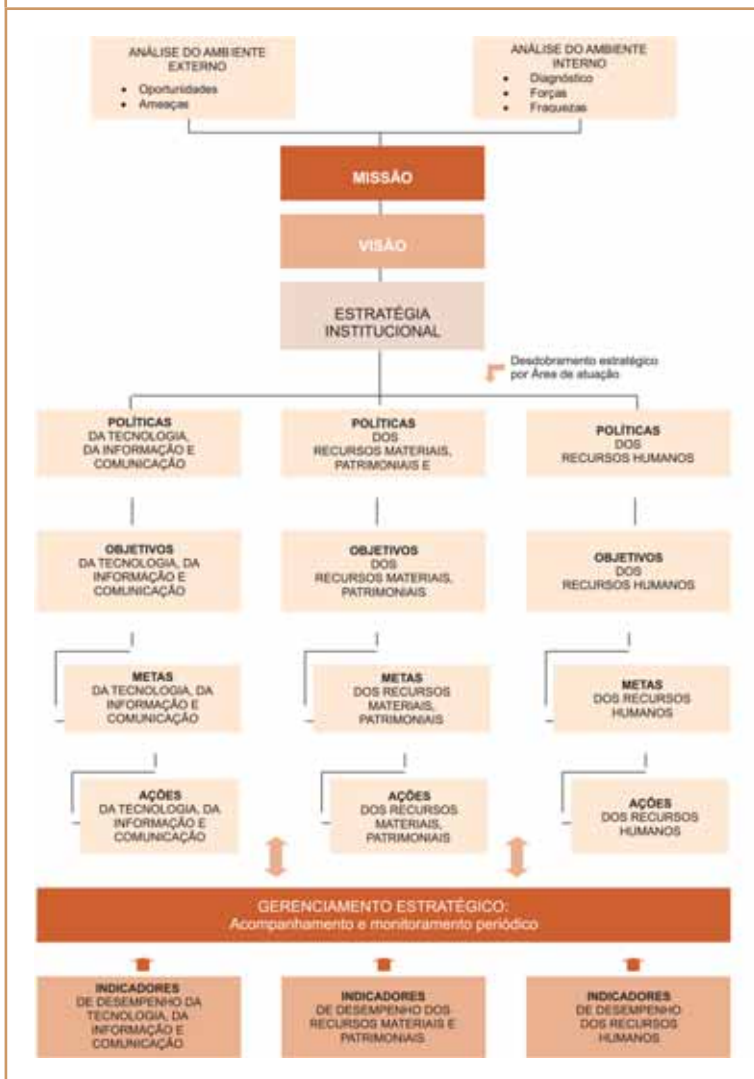 ANÁLISE DO AMBIENTE
EXTERNO
• Oportunidades
• Ameaças
ANÁLISE DO AMBIENTE
INTERNO
• Diagnóstico
• Forças
• Fraquezas
MISSÃO
VISÃO
ESTRATÉGIA
INSTITUCIONAL
Desdobramento estratégico
por Área de atuação
POLÍTICAS
DA TECNOLOGIA,
DA INFORMAÇÃO E
COMUNICAÇÃO
POLÍTICAS
DOS
RECURSOS MATERIAIS,
PATRIMONIAIS E
POLÍTICAS
DOS
RECURSOS HUMANOS
OBJETIVOS
DA TECNOLOGIA, DA
INFORMAÇÃO E
COMUNICAÇÃO
OBJETIVOS
DOS
RECURSOS MATERIAIS,
PATRIMONIAIS
OBJETIVOS
DOS
RECURSOS HUMANOS
METAS
DA TECNOLOGIA, DA
INFORMAÇÃO E
COMUNICAÇÃO
METAS
DOS RECURSOS
MATERIAIS,
PATRIMONIAIS
METAS
DOS RECURSOS
HUMANOS
AÇÕES
DA TECNOLOGIA, DA
INFORMAÇÃO E
COMUNICAÇÃO
AÇÕES
DOS RECURSOS
MATERIAIS,
PATRIMONIAIS
AÇÕES
DOS RECURSOS
HUMANOS
GERENCIAMENTO ESTRATÉGICO:
Acompanhamento e monitoramento periódico
INDICADORES
DE DESEMPENHO DA
TECNOLOGIA, DA
INFORMAÇÃO E
COMUNICAÇÃO
INDICADORES
DE DESEMPENHO DOS
RECURSOS MATERIAIS E
PATRIMONIAIS
INDICADORES
DE DESEMPENHO
DOS RECURSOS
HUMANOS